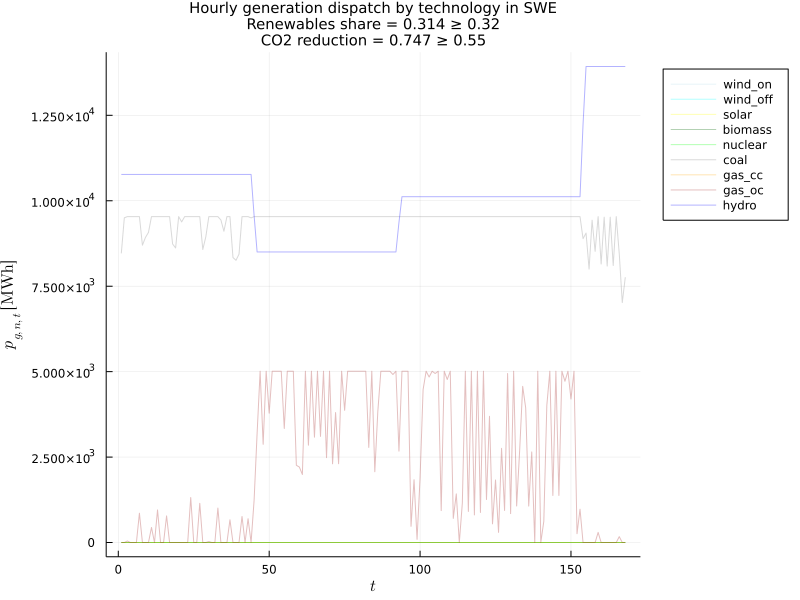 Hourly generation dispatch by technology in SWE
Renewables share = 0.314 ≥ 0.32
CO2 reduction = 0.747 ≥ 0.55
1.250×10⁴
1.000×10⁴
7.500×10³
5.000×10³
2.500×10³
0
p g,n,t [MWh]
0 50 100 150
t
wind_on
wind_off
solar
biomass
nuclear
coal
gas_cc
gas_oc
hydro